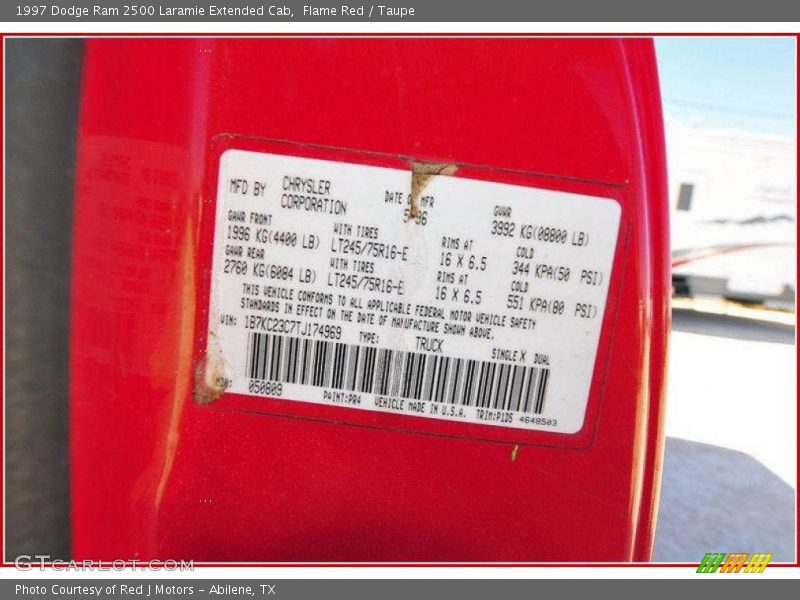 1997 Dodge Ram 2500 Laramie Extended Cab, Flame Red / Taupe
MFD BY CHRYSLER CORPORATION DATE OF MFR GVWR
3992 KG(08800 LB)
GAWR FRONT WITH TIRES RIMS AT COLD
1996 KG(4400 LB) LT245/75R16-E 16 X 6.5 344 KPA(50 PSI)
GAWR REAR WITH TIRES RIMS AT COLD
2760 KG(6084 LB) LT245/75R16-E 16 X 6.5 551 KPA(80 PSI)
THIS VEHICLE CONFORMS TO ALL APPLICABLE FEDERAL MOTOR VEHICLE SAFETY
STANDARDS IN EFFECT ON THE DATE OF MANUFACTURE SHOWN ABOVE.
VIN: 1B7KC23C7TJ174969 TYPE: TRUCK SINGLE X DUAL
050809 PAINT:PR4 VEHICLE MADE IN U.S.A. TRIM:P1D5 4648503
GTCarLot.com
Photo Courtesy of Red J Motors - Abilene, TX